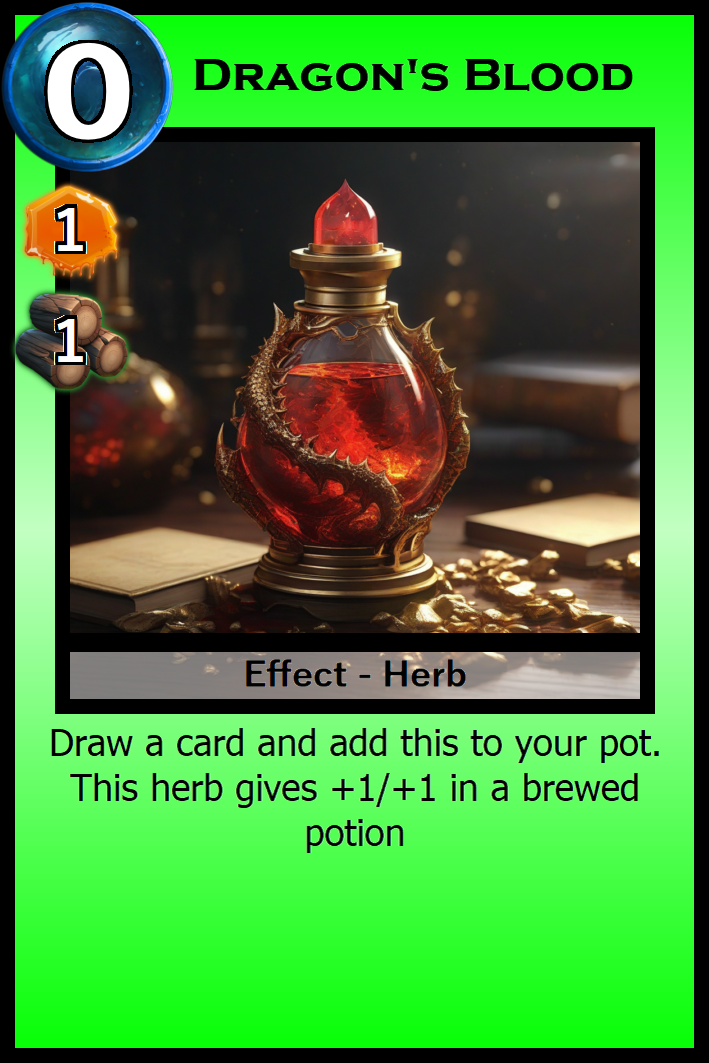 0
Dragon's Blood
1
1
Effect - Herb
Draw a card and add this to your pot.
This herb gives +1/+1 in a brewed
potion